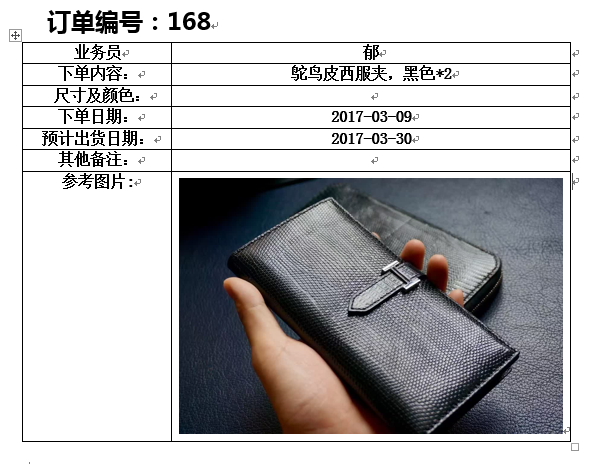 订单编号：168
业务员 郁
下单内容： 鸵鸟皮西服夹，黑色*2
尺寸及颜色：
下单日期： 2017-03-09
预计出货日期： 2017-03-30
其他备注：
参考图片: